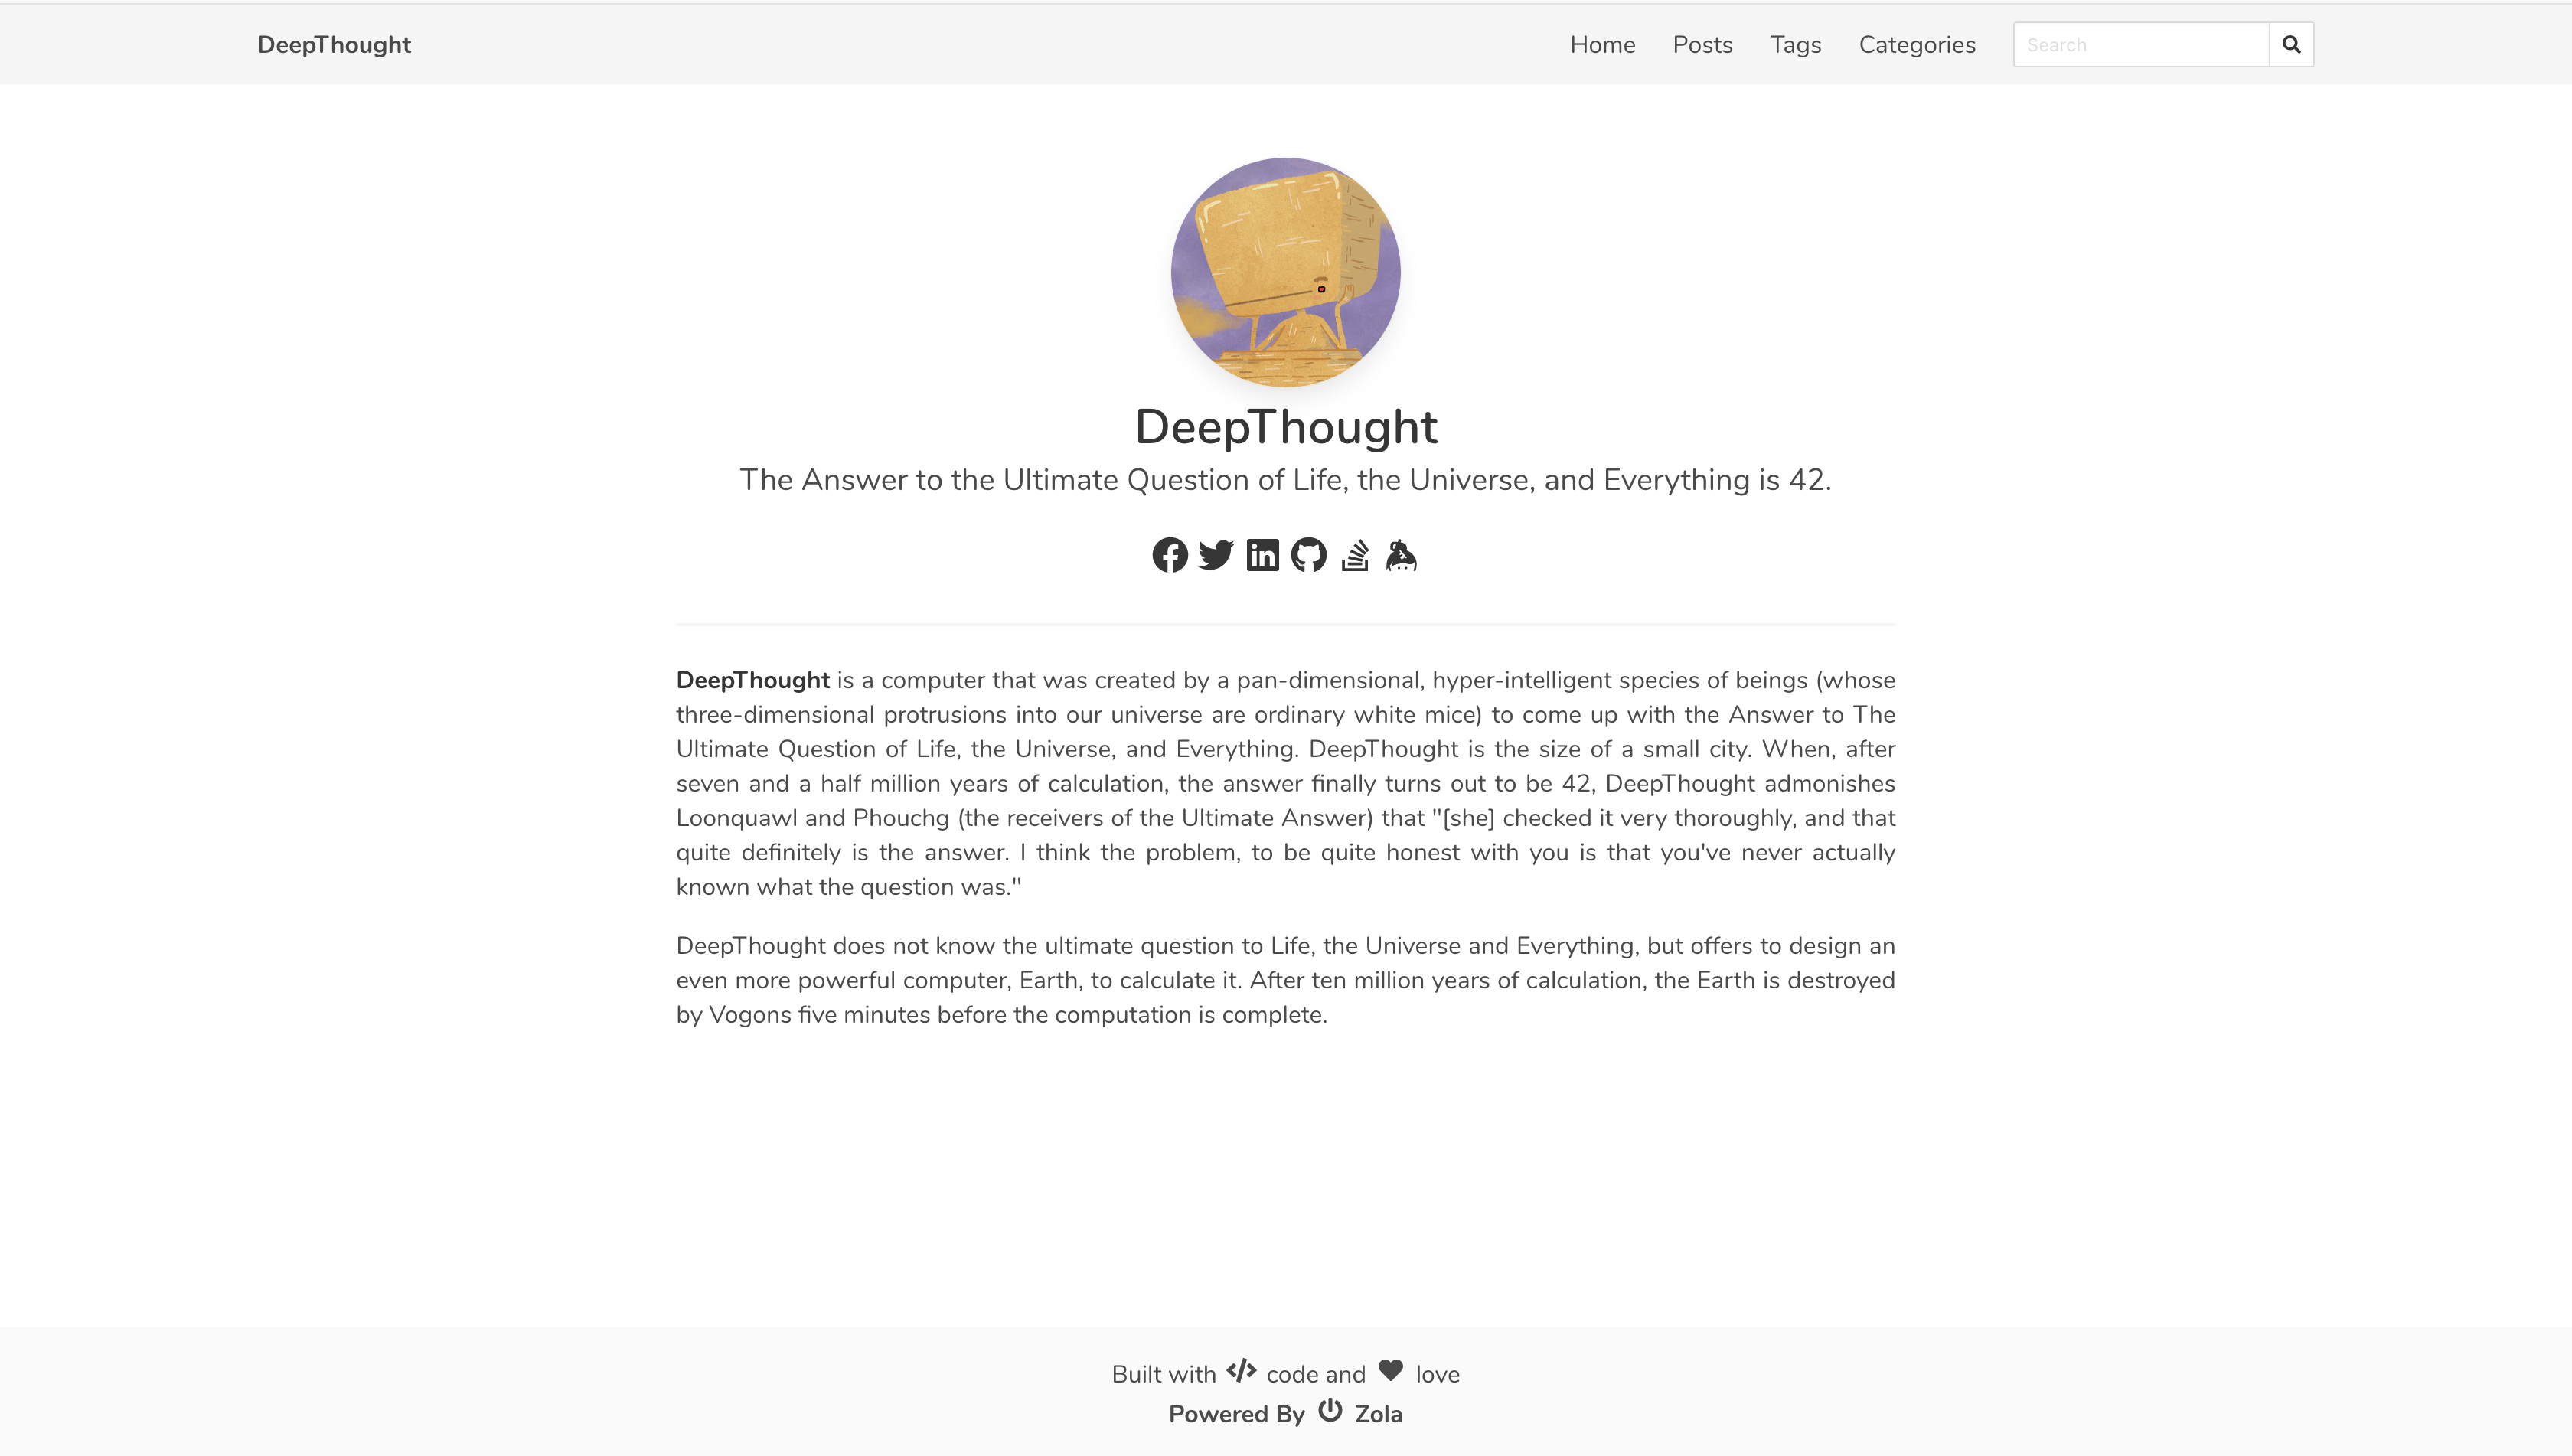 DeepThought
Home Posts Tags Categories Search
DeepThought
The Answer to the Ultimate Question of Life, the Universe, and Everything is 42.
DeepThought is a computer that was created by a pan-dimensional, hyper-intelligent species of beings (whose
three-dimensional protrusions into our universe are ordinary white mice) to come up with the Answer to The
Ultimate Question of Life, the Universe, and Everything. DeepThought is the size of a small city. When, after
seven and a half million years of calculation, the answer finally turns out to be 42, DeepThought admonishes
Loonquawl and Phouchg (the receivers of the Ultimate Answer) that "[she] checked it very thoroughly, and that
quite definitely is the answer. I think the problem, to be quite honest with you is that you've never actually
known what the question was."
DeepThought does not know the ultimate question to Life, the Universe and Everything, but offers to design an
even more powerful computer, Earth, to calculate it. After ten million years of calculation, the Earth is destroyed
by Vogons five minutes before the computation is complete.
Built with code and love
Powered By Zola